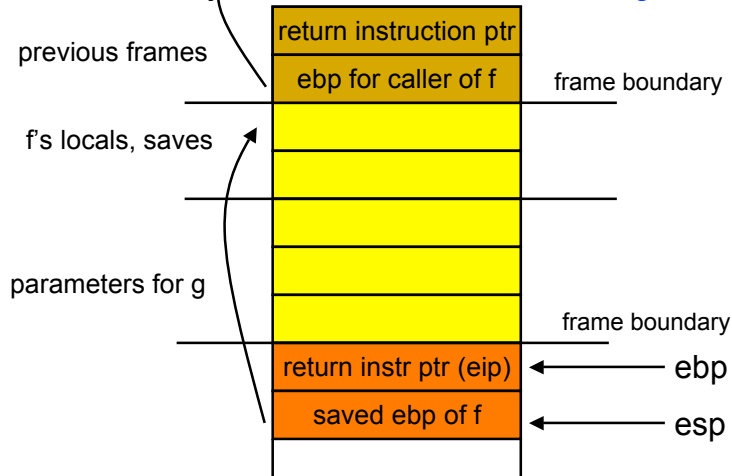 return instruction ptr
previous frames
ebp for caller of f
frame boundary
f's locals, saves
parameters for g
frame boundary
return instr ptr (eip)
ebp
saved ebp of f
esp